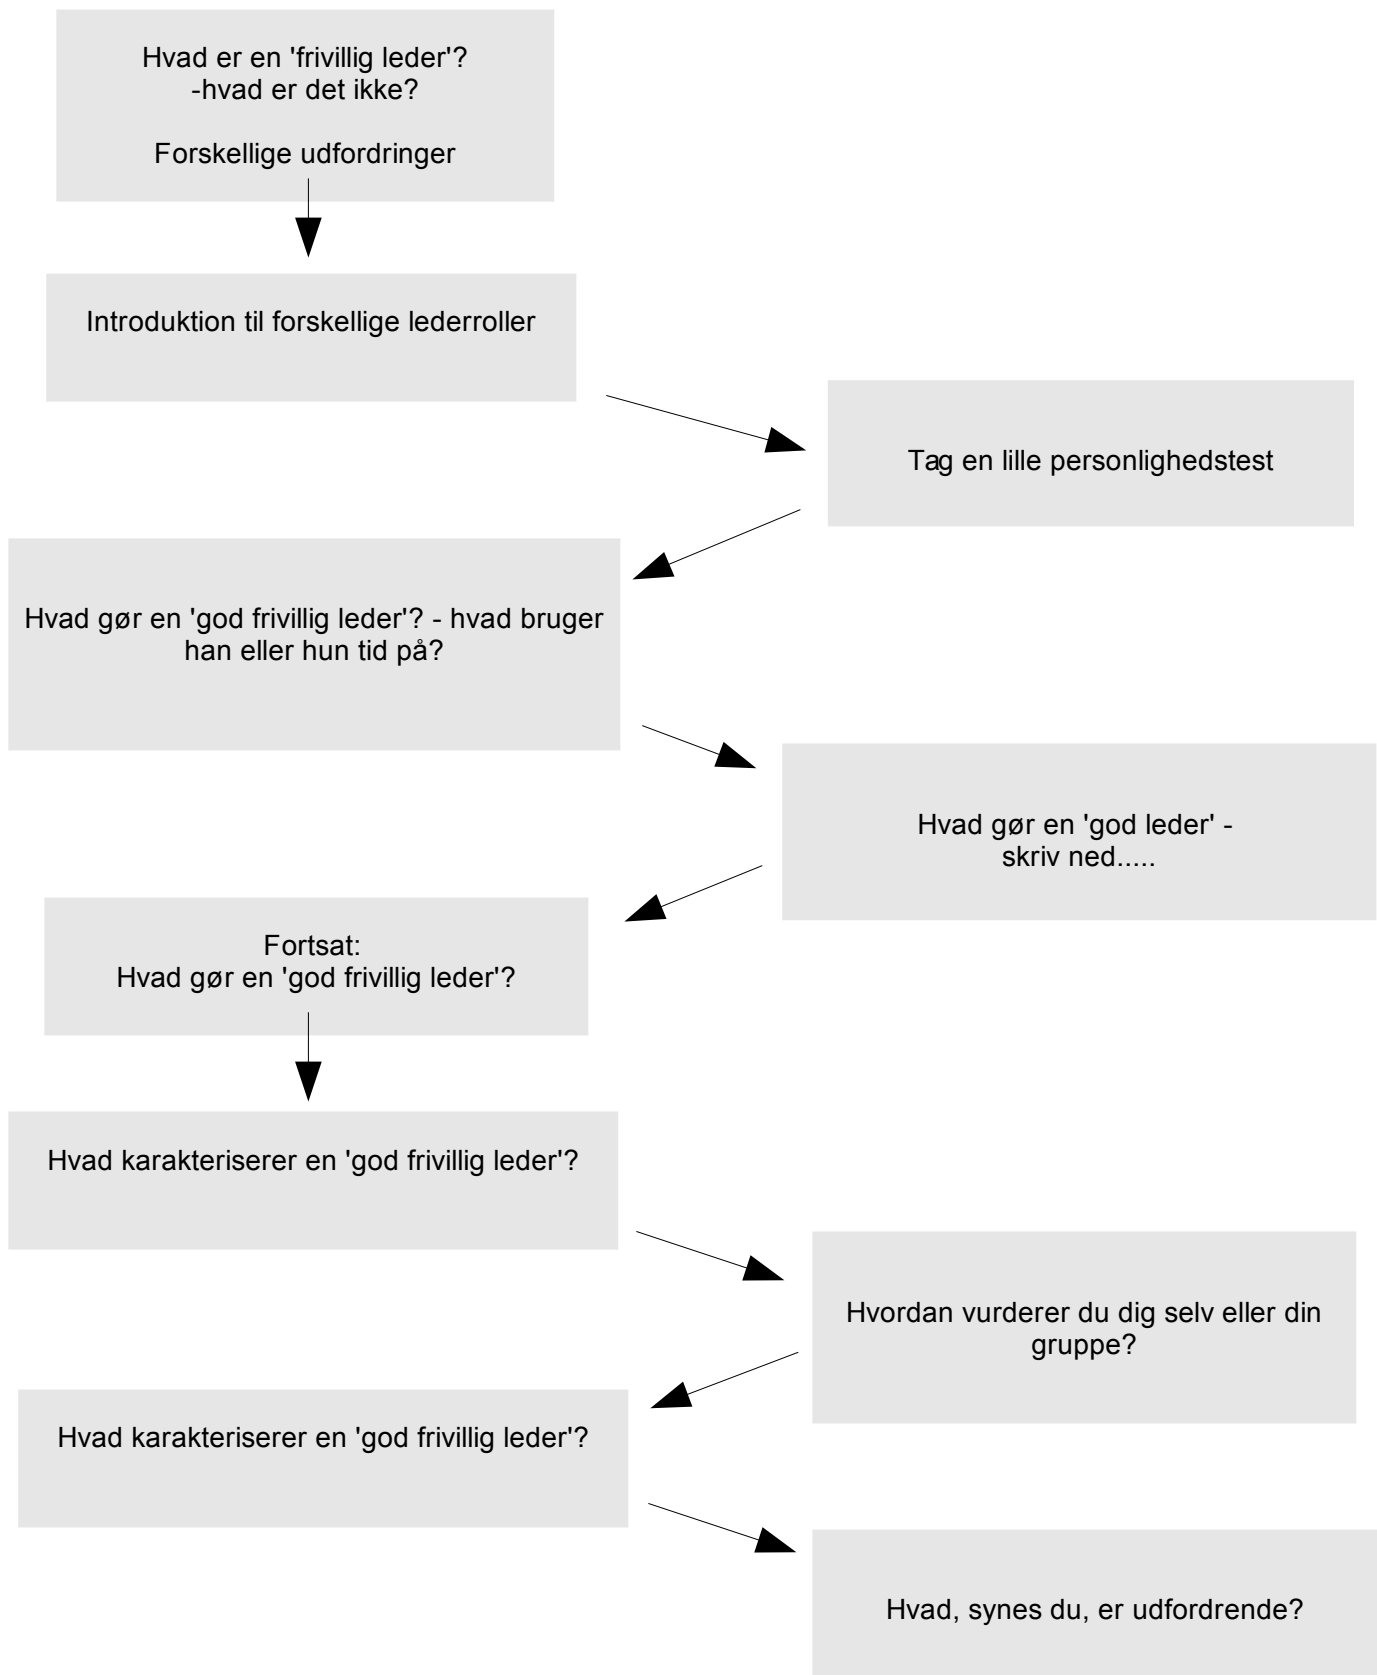 Hvad er en 'frivillig leder'?
-hvad er det ikke?
Forskellige udfordringer
Introduktion til forskellige lederroller
Tag en lille personlighedstest
Hvad gør en 'god frivillig leder'? - hvad bruger
han eller hun tid på?
Hvad gør en 'god leder' -
skriv ned.....
Fortsat:
Hvad gør en 'god frivillig leder'?
Hvad karakteriserer en 'god frivillig leder'?
Hvordan vurderer du dig selv eller din
gruppe?
Hvad karakteriserer en 'god frivillig leder'?
Hvad, synes du, er udfordrende?